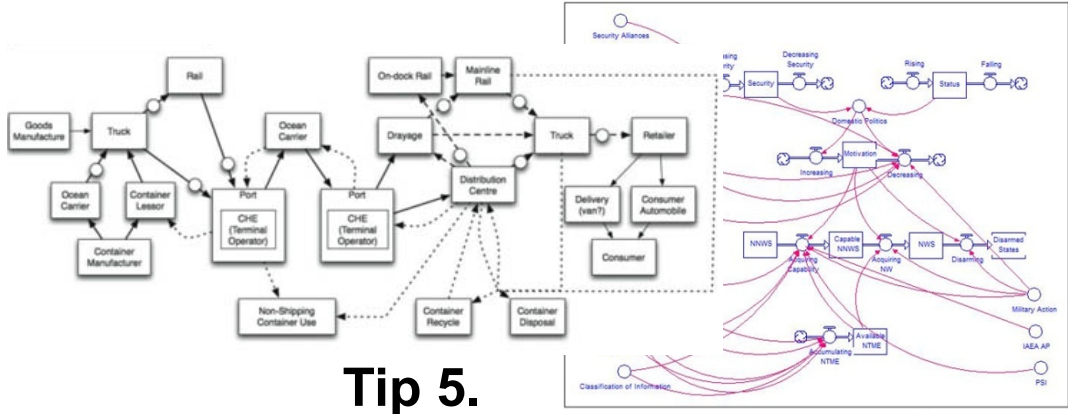 Security Alliances
Decreasing
Security
Security
Rising
Falling
Status
Domestic Politics
Motivation
Increasing
Decreasing
NNWS
Acquiring
Capability
Capable
NNWS
Acquiring
NW
NWS
Disarming
Disarmed
States
Military Action
IAEA AP
PSI
Available
NTME
Accumulating
NTME
Classification of Information
Rail
Goods
Manufacture
Truck
Ocean
Carrier
Container
Lessor
Container
Manufacturer
Port
CHE
(Terminal
Operator)
Ocean
Carrier
Port
CHE
(Terminal
Operator)
Non-Shipping
Container Use
On-dock Rail
Mainline
Rail
Drayage
Distribution
Centre
Truck
Retailer
Delivery
(van?)
Consumer
Automobile
Consumer
Container
Recycle
Container
Disposal
Tip 5.